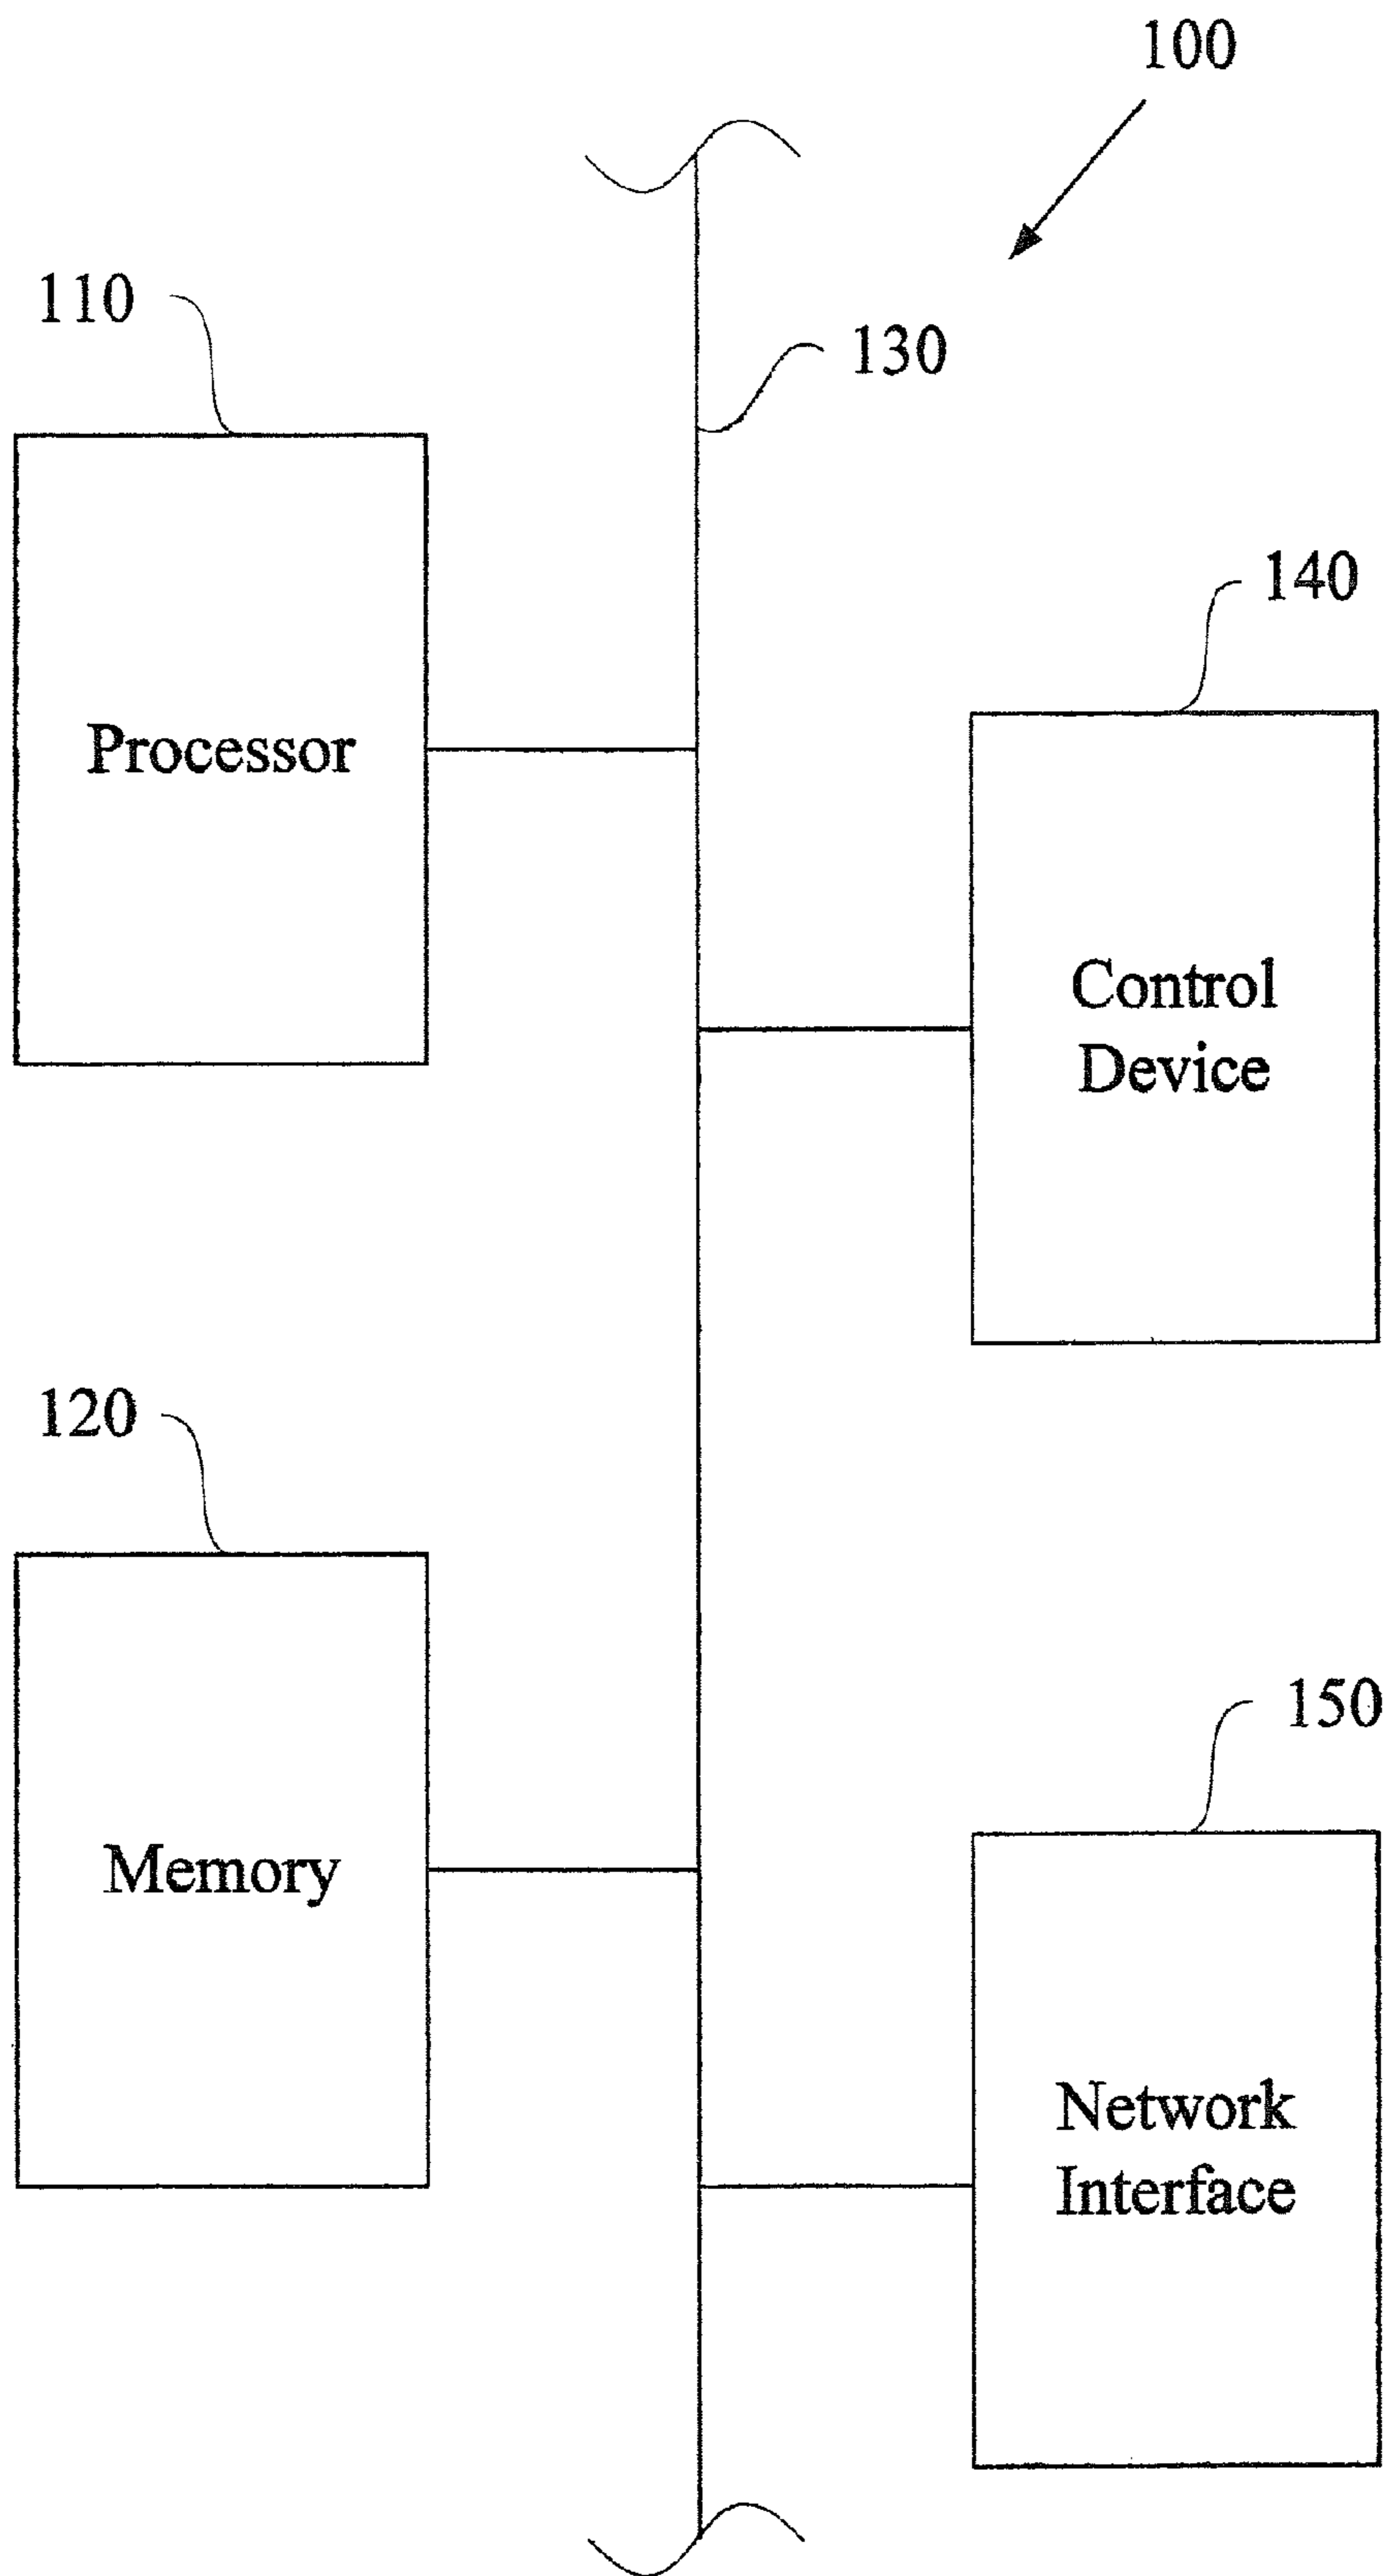 100
110
130
140
Processor
Control
Device
120
150
Memory
Network
Interface